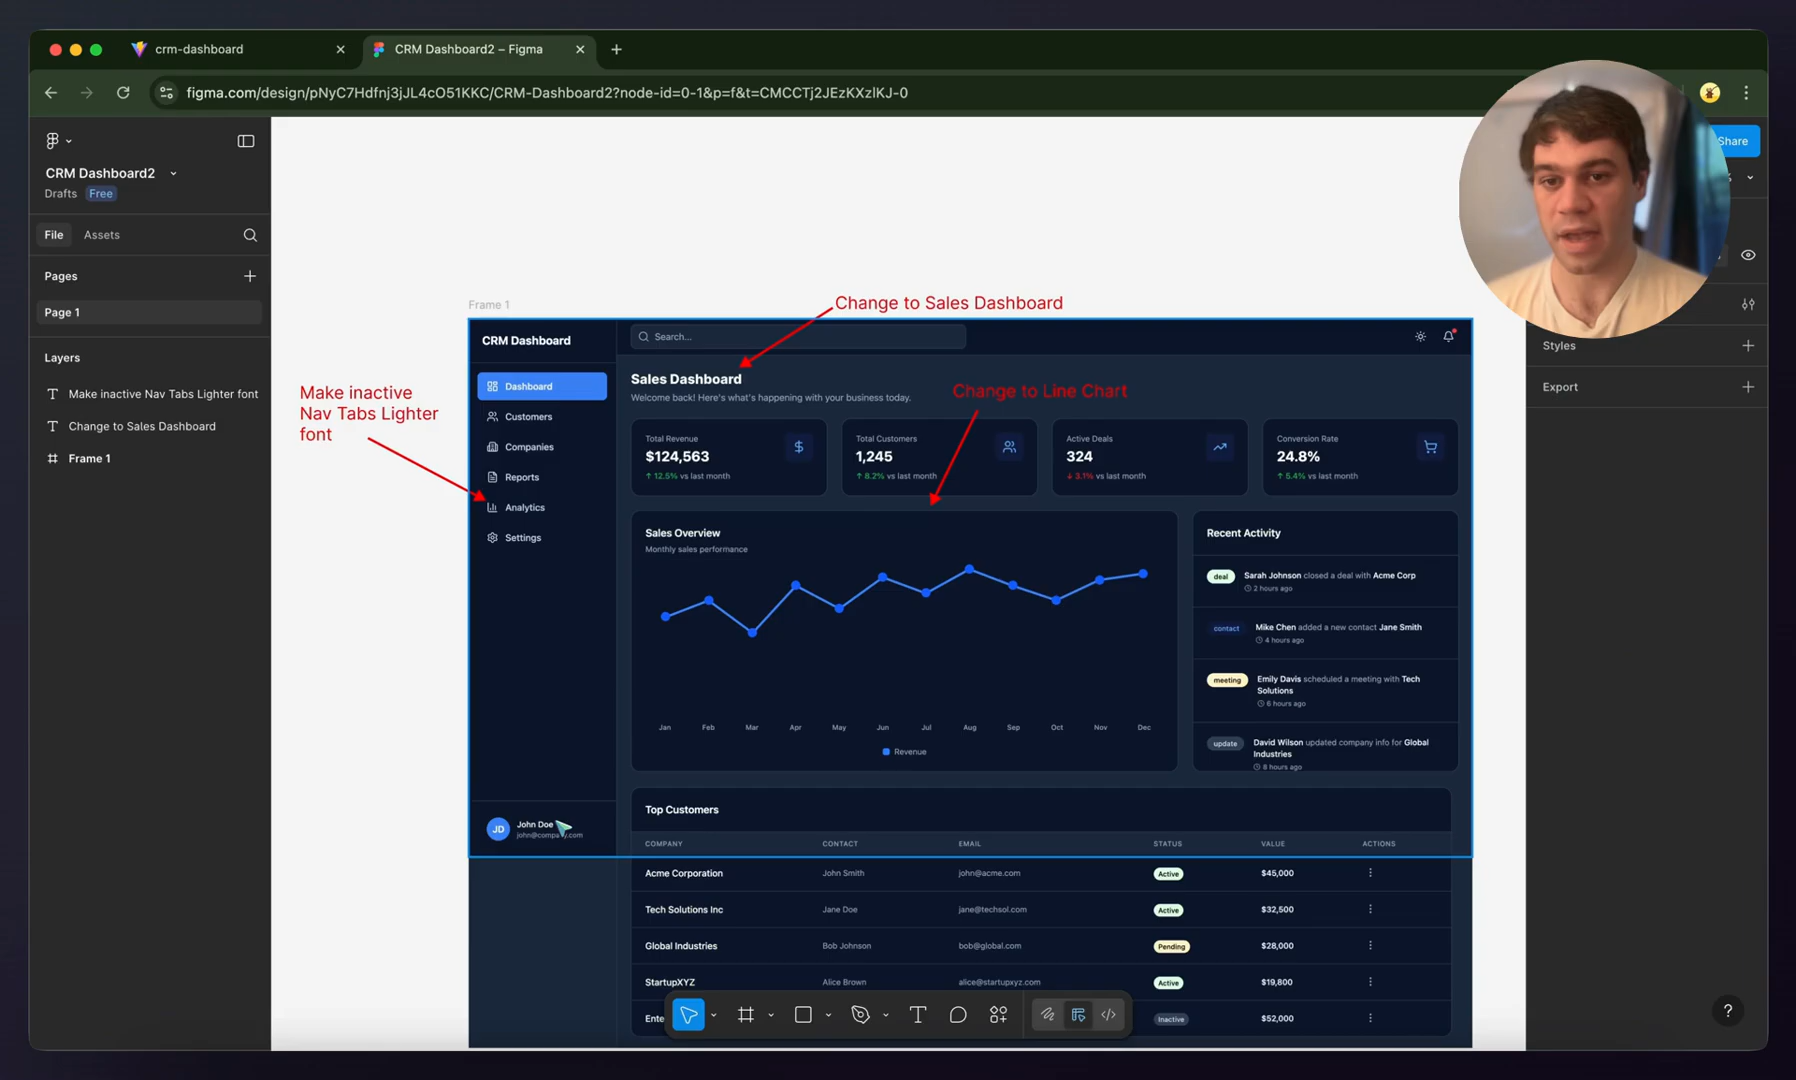 crm-dashboard
CRM Dashboard2 – Figma
figma.com/design/pNyC7Hdfnj3jJL4cO51KKC/CRM-Dashboard2?node-id=0-1&p=f&t=CMCCTj2JEzKXzlKJ-0
CRM Dashboard2
Drafts Free
File Assets
Pages
Page 1
Layers
Make inactive Nav Tabs Lighter font
Change to Sales Dashboard
Frame 1
Share
Styles
Export
Frame 1
Change to Sales Dashboard
Make inactive
Nav Tabs Lighter
font
Change to Line Chart
CRM Dashboard
Search...
Dashboard
Customers
Companies
Reports
Analytics
Settings
JD
John Doe
john@company.com
Sales Dashboard
Welcome back! Here's what's happening with your business today.
Total Revenue
$124,563
↑ 12.5% vs last month
Total Customers
1,245
↑ 8.2% vs last month
Active Deals
324
↓ 3.1% vs last month
Conversion Rate
24.8%
↑ 5.4% vs last month
Sales Overview
Monthly sales performance
Jan Feb Mar Apr May Jun Jul Aug Sep Oct Nov Dec
Revenue
Recent Activity
deal Sarah Johnson closed a deal with Acme Corp
2 hours ago
contact Mike Chen added a new contact Jane Smith
4 hours ago
meeting Emily Davis scheduled a meeting with Tech
Solutions
6 hours ago
update David Wilson updated company info for Global
Industries
8 hours ago
Top Customers
COMPANY CONTACT EMAIL STATUS VALUE ACTIONS
Acme Corporation John Smith john@acme.com Active $45,000
Tech Solutions Inc Jane Doe jane@techsol.com Active $32,500
Global Industries Bob Johnson bob@global.com Pending $28,000
StartupXYZ Alice Brown alice@startupxyz.com Active $19,800
Ente Inactive $52,000
?